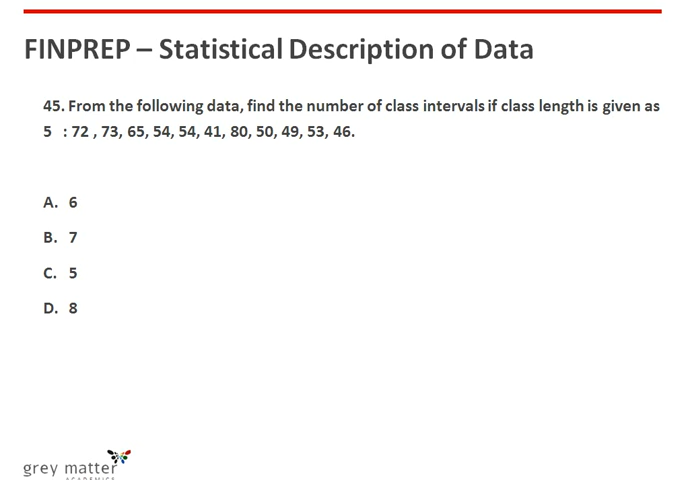 FINPREP – Statistical Description of Data
45. From the following data, find the number of class intervals if class length is given as
5 : 72 , 73, 65, 54, 54, 41, 80, 50, 49, 53, 46.
A. 6
B. 7
C. 5
D. 8
grey matter
ACADEMICS